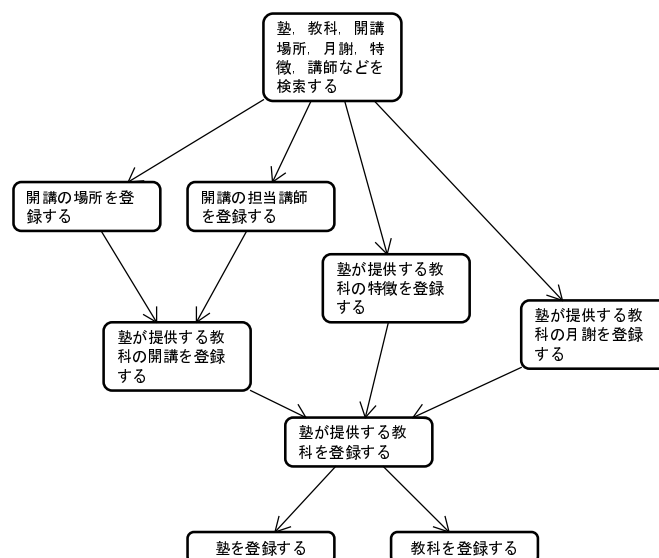 塾, 教科, 開講
場所, 月謝, 特
徴, 講師などを
検索する
開講の場所を登
録する
開講の担当講師
を登録する
塾が提供する教
科の特徴を登録
する
塾が提供する教
科の月謝を登録
する
塾が提供する教
科の開講を登録
する
塾が提供する教
科を登録する
塾を登録する
教科を登録する